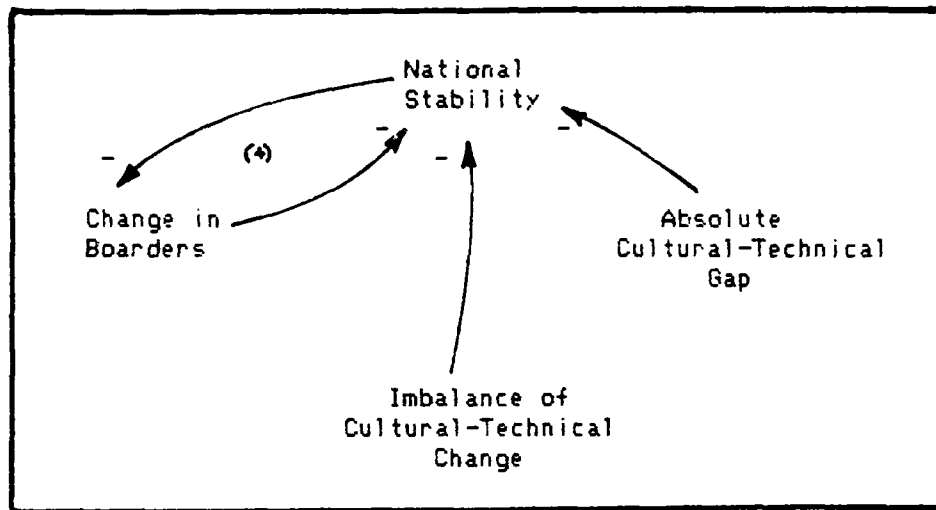 National
Stability
-
-
-
-
(4)
Change in
Boarders
Absolute
Cultural-Technical
Gap
Imbalance of
Cultural-Technical
Change